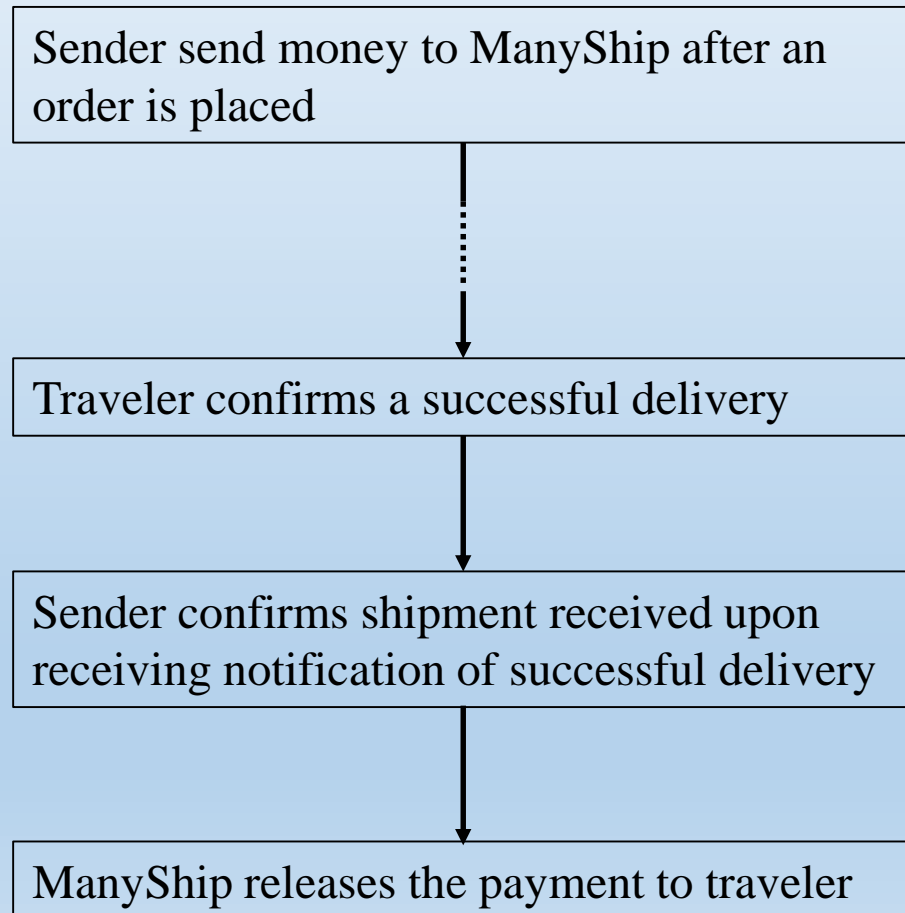 Sender send money to ManyShip after an
order is placed
Traveler confirms a successful delivery
Sender confirms shipment received upon
receiving notification of successful delivery
ManyShip releases the payment to traveler